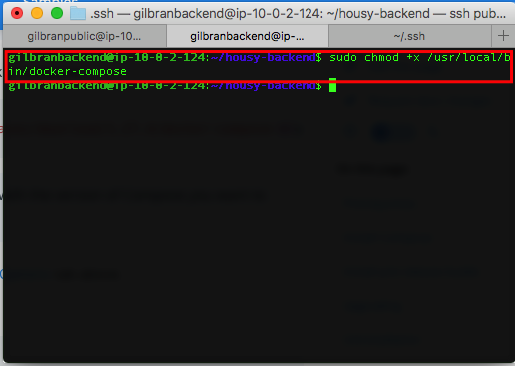 .ssh — gilbranbackend@ip-10-0-2-124: ~/housy-backend — ssh pub...
gilbranpublic@ip-10...
gilbranbackend@ip-...
~/.ssh
gilbranbackend@ip-10-0-2-124:~/housy-backend$ sudo chmod +x /usr/local/b
in/docker-compose
gilbranbackend@ip-10-0-2-124:~/housy-backend$